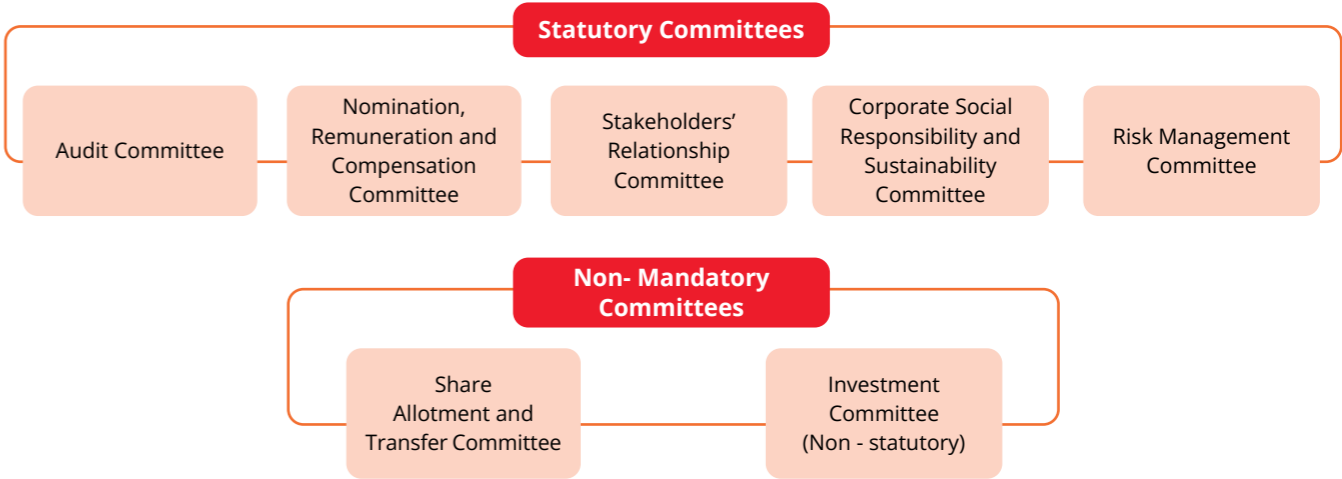 Statutory Committees
Audit Committee
Nomination,
Remuneration and
Compensation
Committee
Stakeholders’
Relationship
Committee
Corporate Social
Responsibility and
Sustainability
Committee
Risk Management
Committee
Non- Mandatory
Committees
Share
Allotment and
Transfer Committee
Investment
Committee
(Non - statutory)